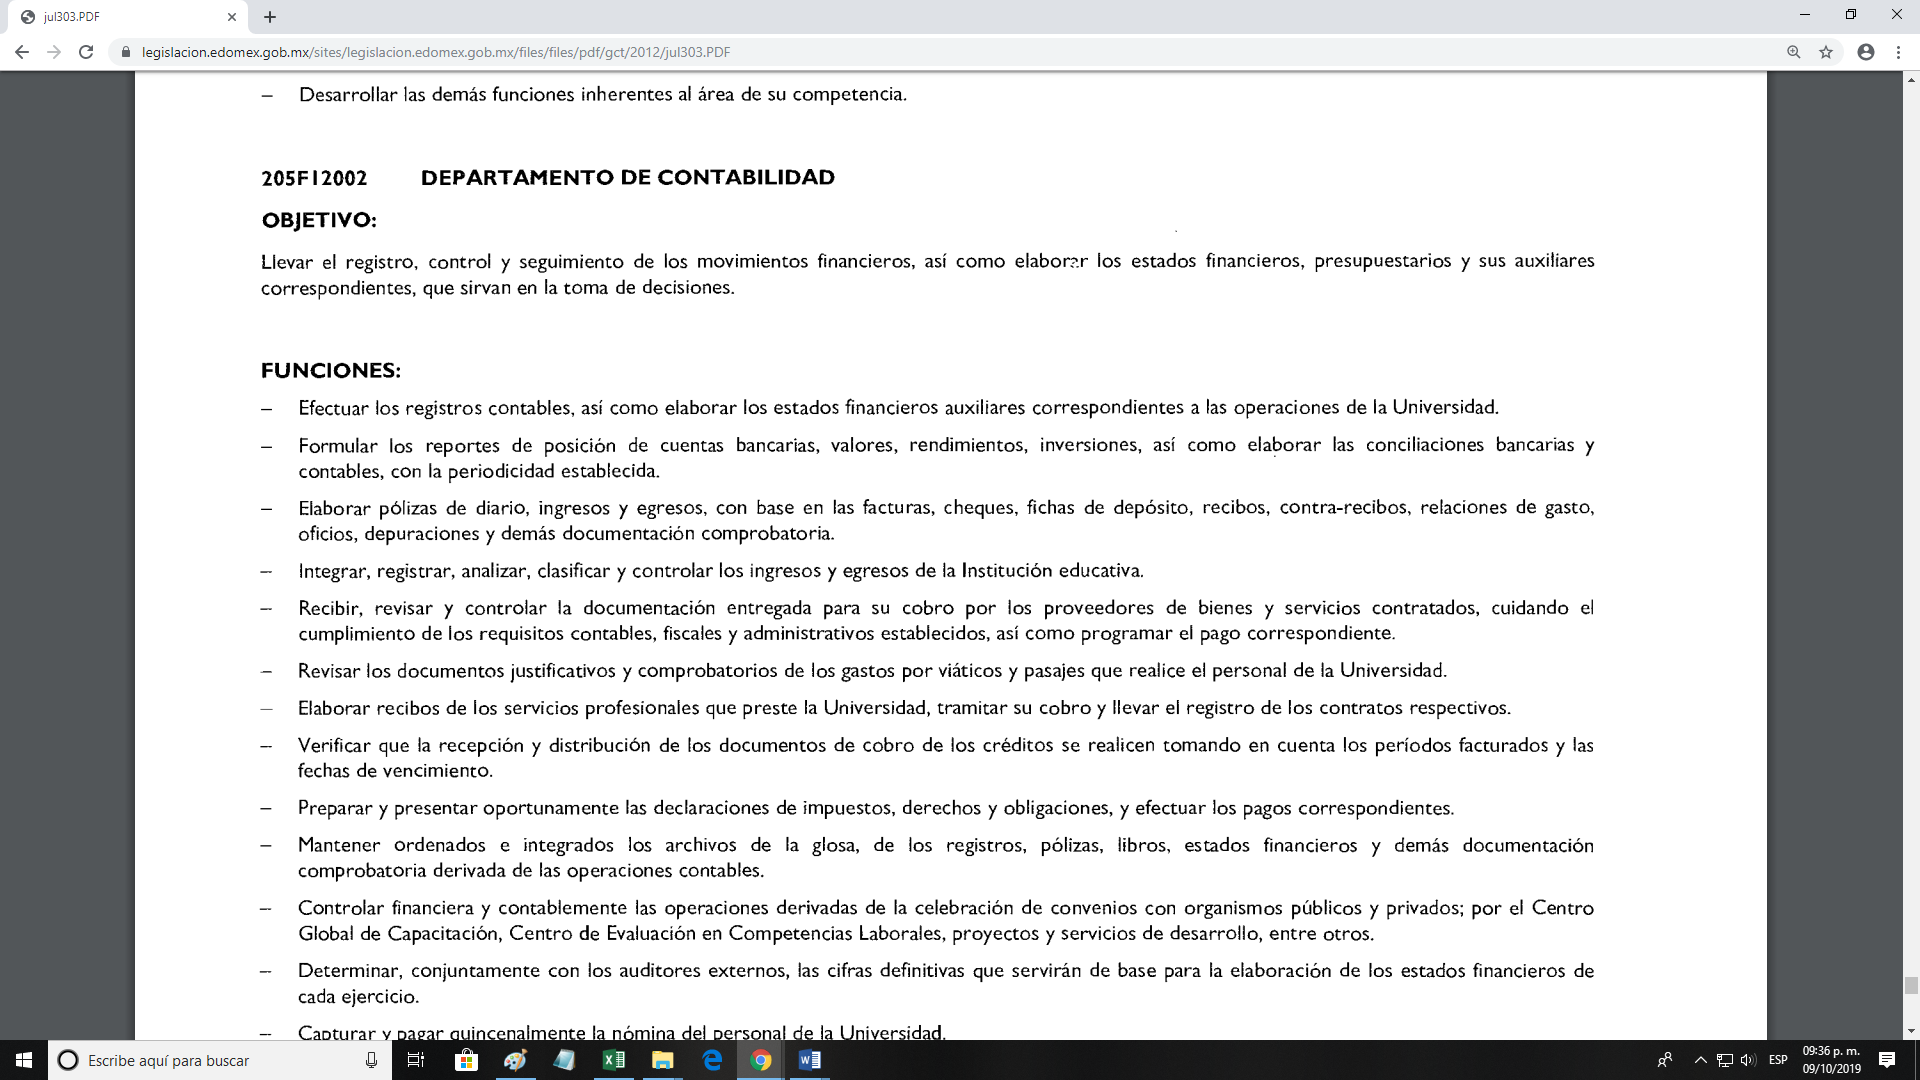 jul303.PDF
legislacion.edomex.gob.mx/sites/legislacion.edomex.gob.mx/files/files/pdf/gct/2012/jul303.PDF
– Desarrollar las demás funciones inherentes al área de su competencia.
205F12002 DEPARTAMENTO DE CONTABILIDAD
OBJETIVO:
Llevar el registro, control y seguimiento de los movimientos financieros, así como elaborar los estados financieros, presupuestarios y sus auxiliares
correspondientes, que sirvan en la toma de decisiones.
FUNCIONES:
– Efectuar los registros contables, así como elaborar los estados financieros auxiliares correspondientes a las operaciones de la Universidad.
– Formular los reportes de posición de cuentas bancarias, valores, rendimientos, inversiones, así como elaborar las conciliaciones bancarias y
contables, con la periodicidad establecida.
– Elaborar pólizas de diario, ingresos y egresos, con base en las facturas, cheques, fichas de depósito, recibos, contra-recibos, relaciones de gasto,
oficios, depuraciones y demás documentación comprobatoria.
– Integrar, registrar, analizar, clasificar y controlar los ingresos y egresos de la Institución educativa.
– Recibir, revisar y controlar la documentación entregada para su cobro por los proveedores de bienes y servicios contratados, cuidando el
cumplimiento de los requisitos contables, fiscales y administrativos establecidos, así como programar el pago correspondiente.
– Revisar los documentos justificativos y comprobatorios de los gastos por viáticos y pasajes que realice el personal de la Universidad.
– Elaborar recibos de los servicios profesionales que preste la Universidad, tramitar su cobro y llevar el registro de los contratos respectivos.
– Verificar que la recepción y distribución de los documentos de cobro de los créditos se realicen tomando en cuenta los períodos facturados y las
fechas de vencimiento.
– Preparar y presentar oportunamente las declaraciones de impuestos, derechos y obligaciones, y efectuar los pagos correspondientes.
– Mantener ordenados e integrados los archivos de la glosa, de los registros, pólizas, libros, estados financieros y demás documentación
comprobatoria derivada de las operaciones contables.
– Controlar financiera y contablemente las operaciones derivadas de la celebración de convenios con organismos públicos y privados; por el Centro
Global de Capacitación, Centro de Evaluación en Competencias Laborales, proyectos y servicios de desarrollo, entre otros.
– Determinar, conjuntamente con los auditores externos, las cifras definitivas que servirán de base para la elaboración de los estados financieros de
cada ejercicio.
– Capturar y pagar quincenalmente la nómina del personal de la Universidad.
Escribe aquí para buscar
ESP
09:36 p. m.
09/10/2019